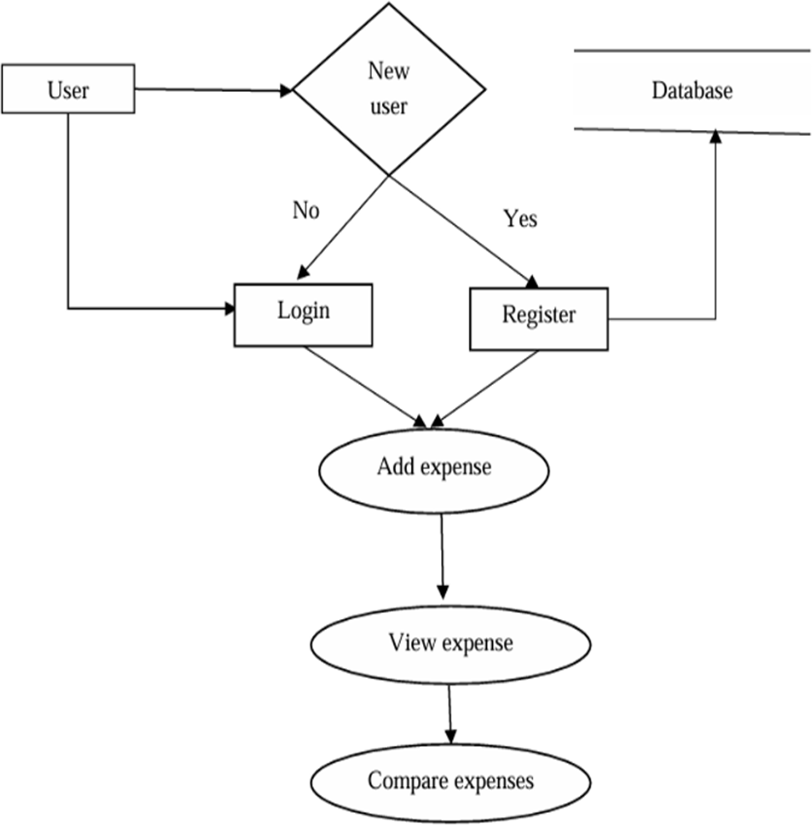 New
user
User
Database
No
Yes
Login
Register
Add expense
View expense
Compare expenses